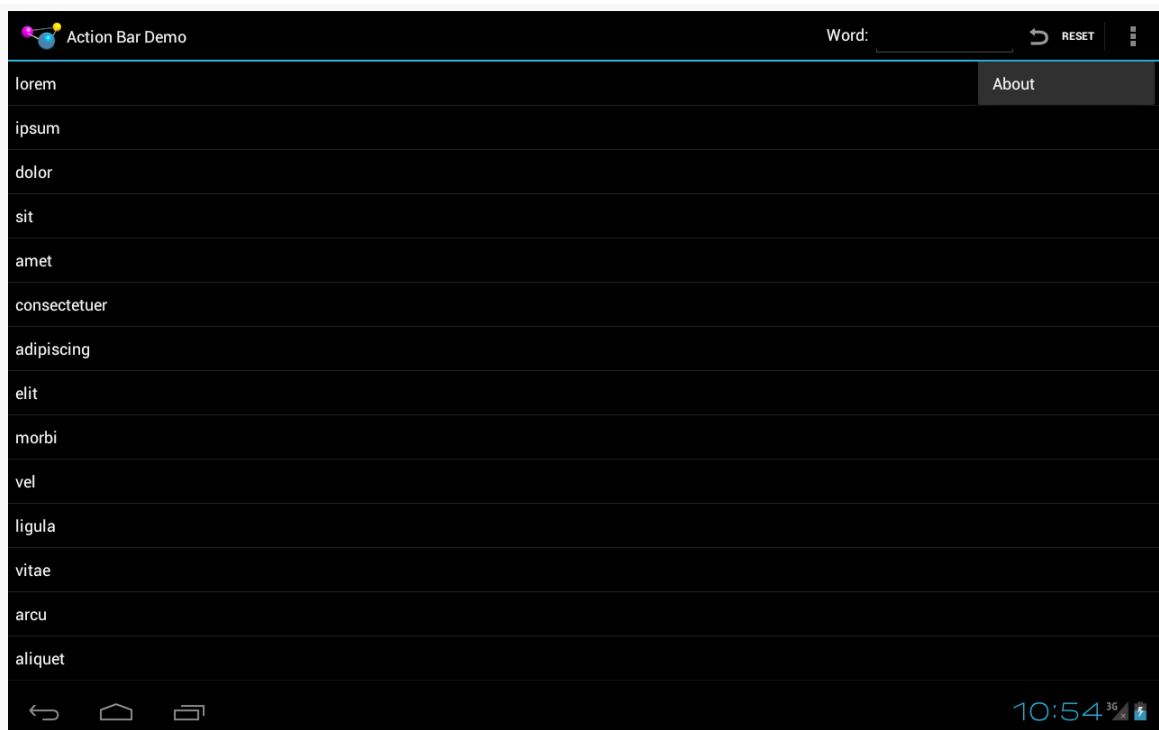 Action Bar Demo Word: RESET
lorem About
ipsum
dolor
sit
amet
consectetuer
adipiscing
elit
morbi
vel
ligula
vitae
arcu
aliquet
10:54 3G